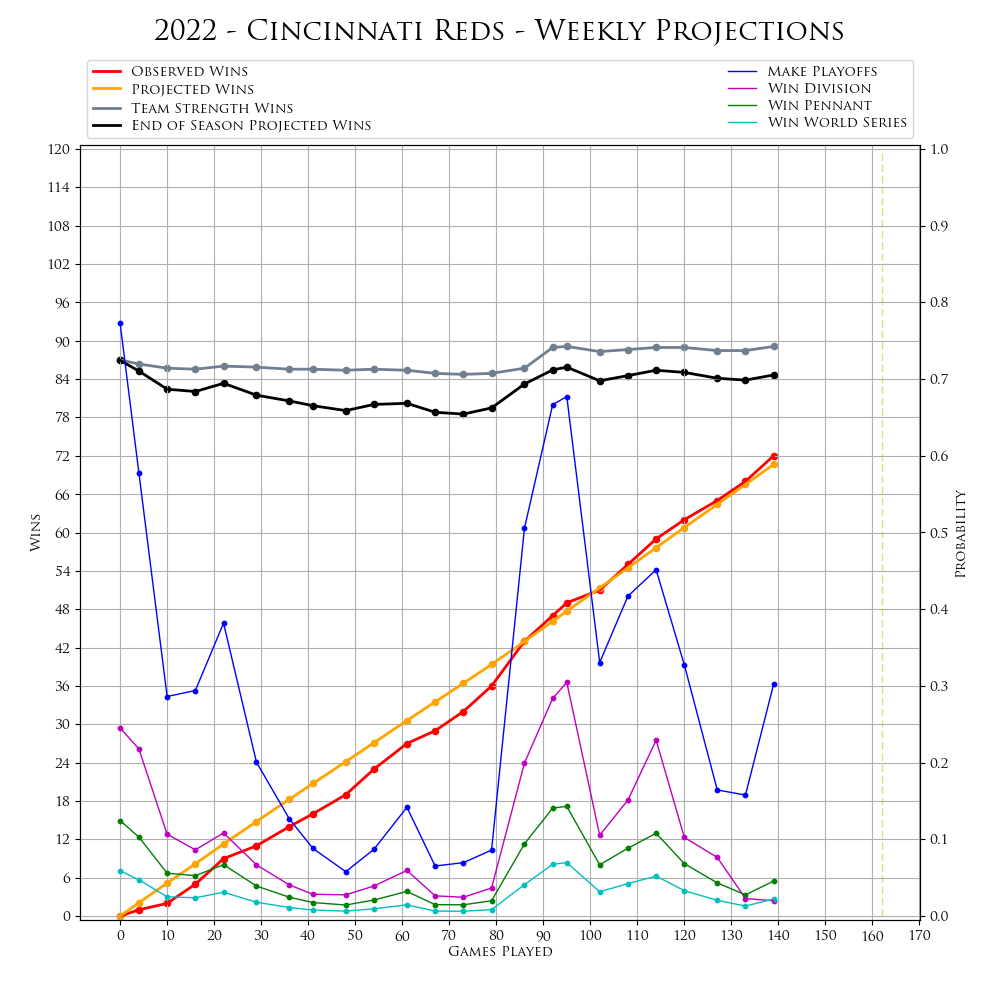 2022 - Cincinnati Reds - Weekly Projections
Observed Wins
Projected Wins
Team Strength Wins
End of Season Projected Wins
Make Playoffs
Win Division
Win Pennant
Win World Series
120
114
108
102
96
90
84
78
72
66
60
54
48
42
36
30
24
18
12
6
0
Wins
1.0
0.9
0.8
0.7
0.6
0.5
0.4
0.3
0.2
0.1
0.0
Probability
0 10 20 30 40 50 60 70 80 90 100 110 120 130 140 150 160 170
Games Played